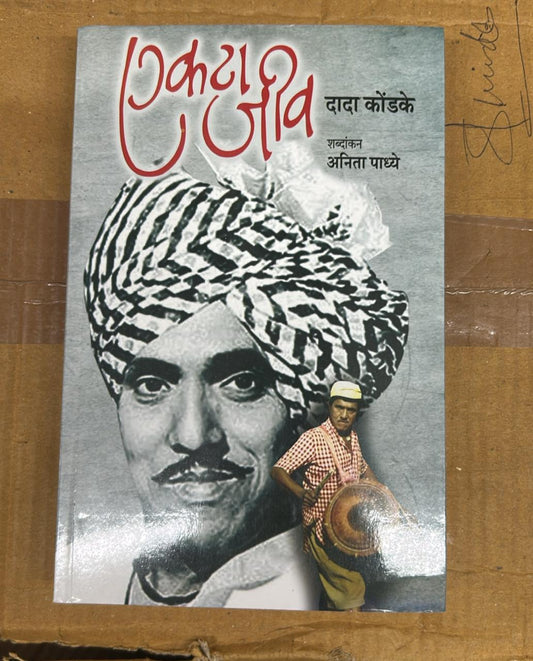 एकटा जीव
दादा कोंडके
शब्दांकन
अनिता पाध्ये